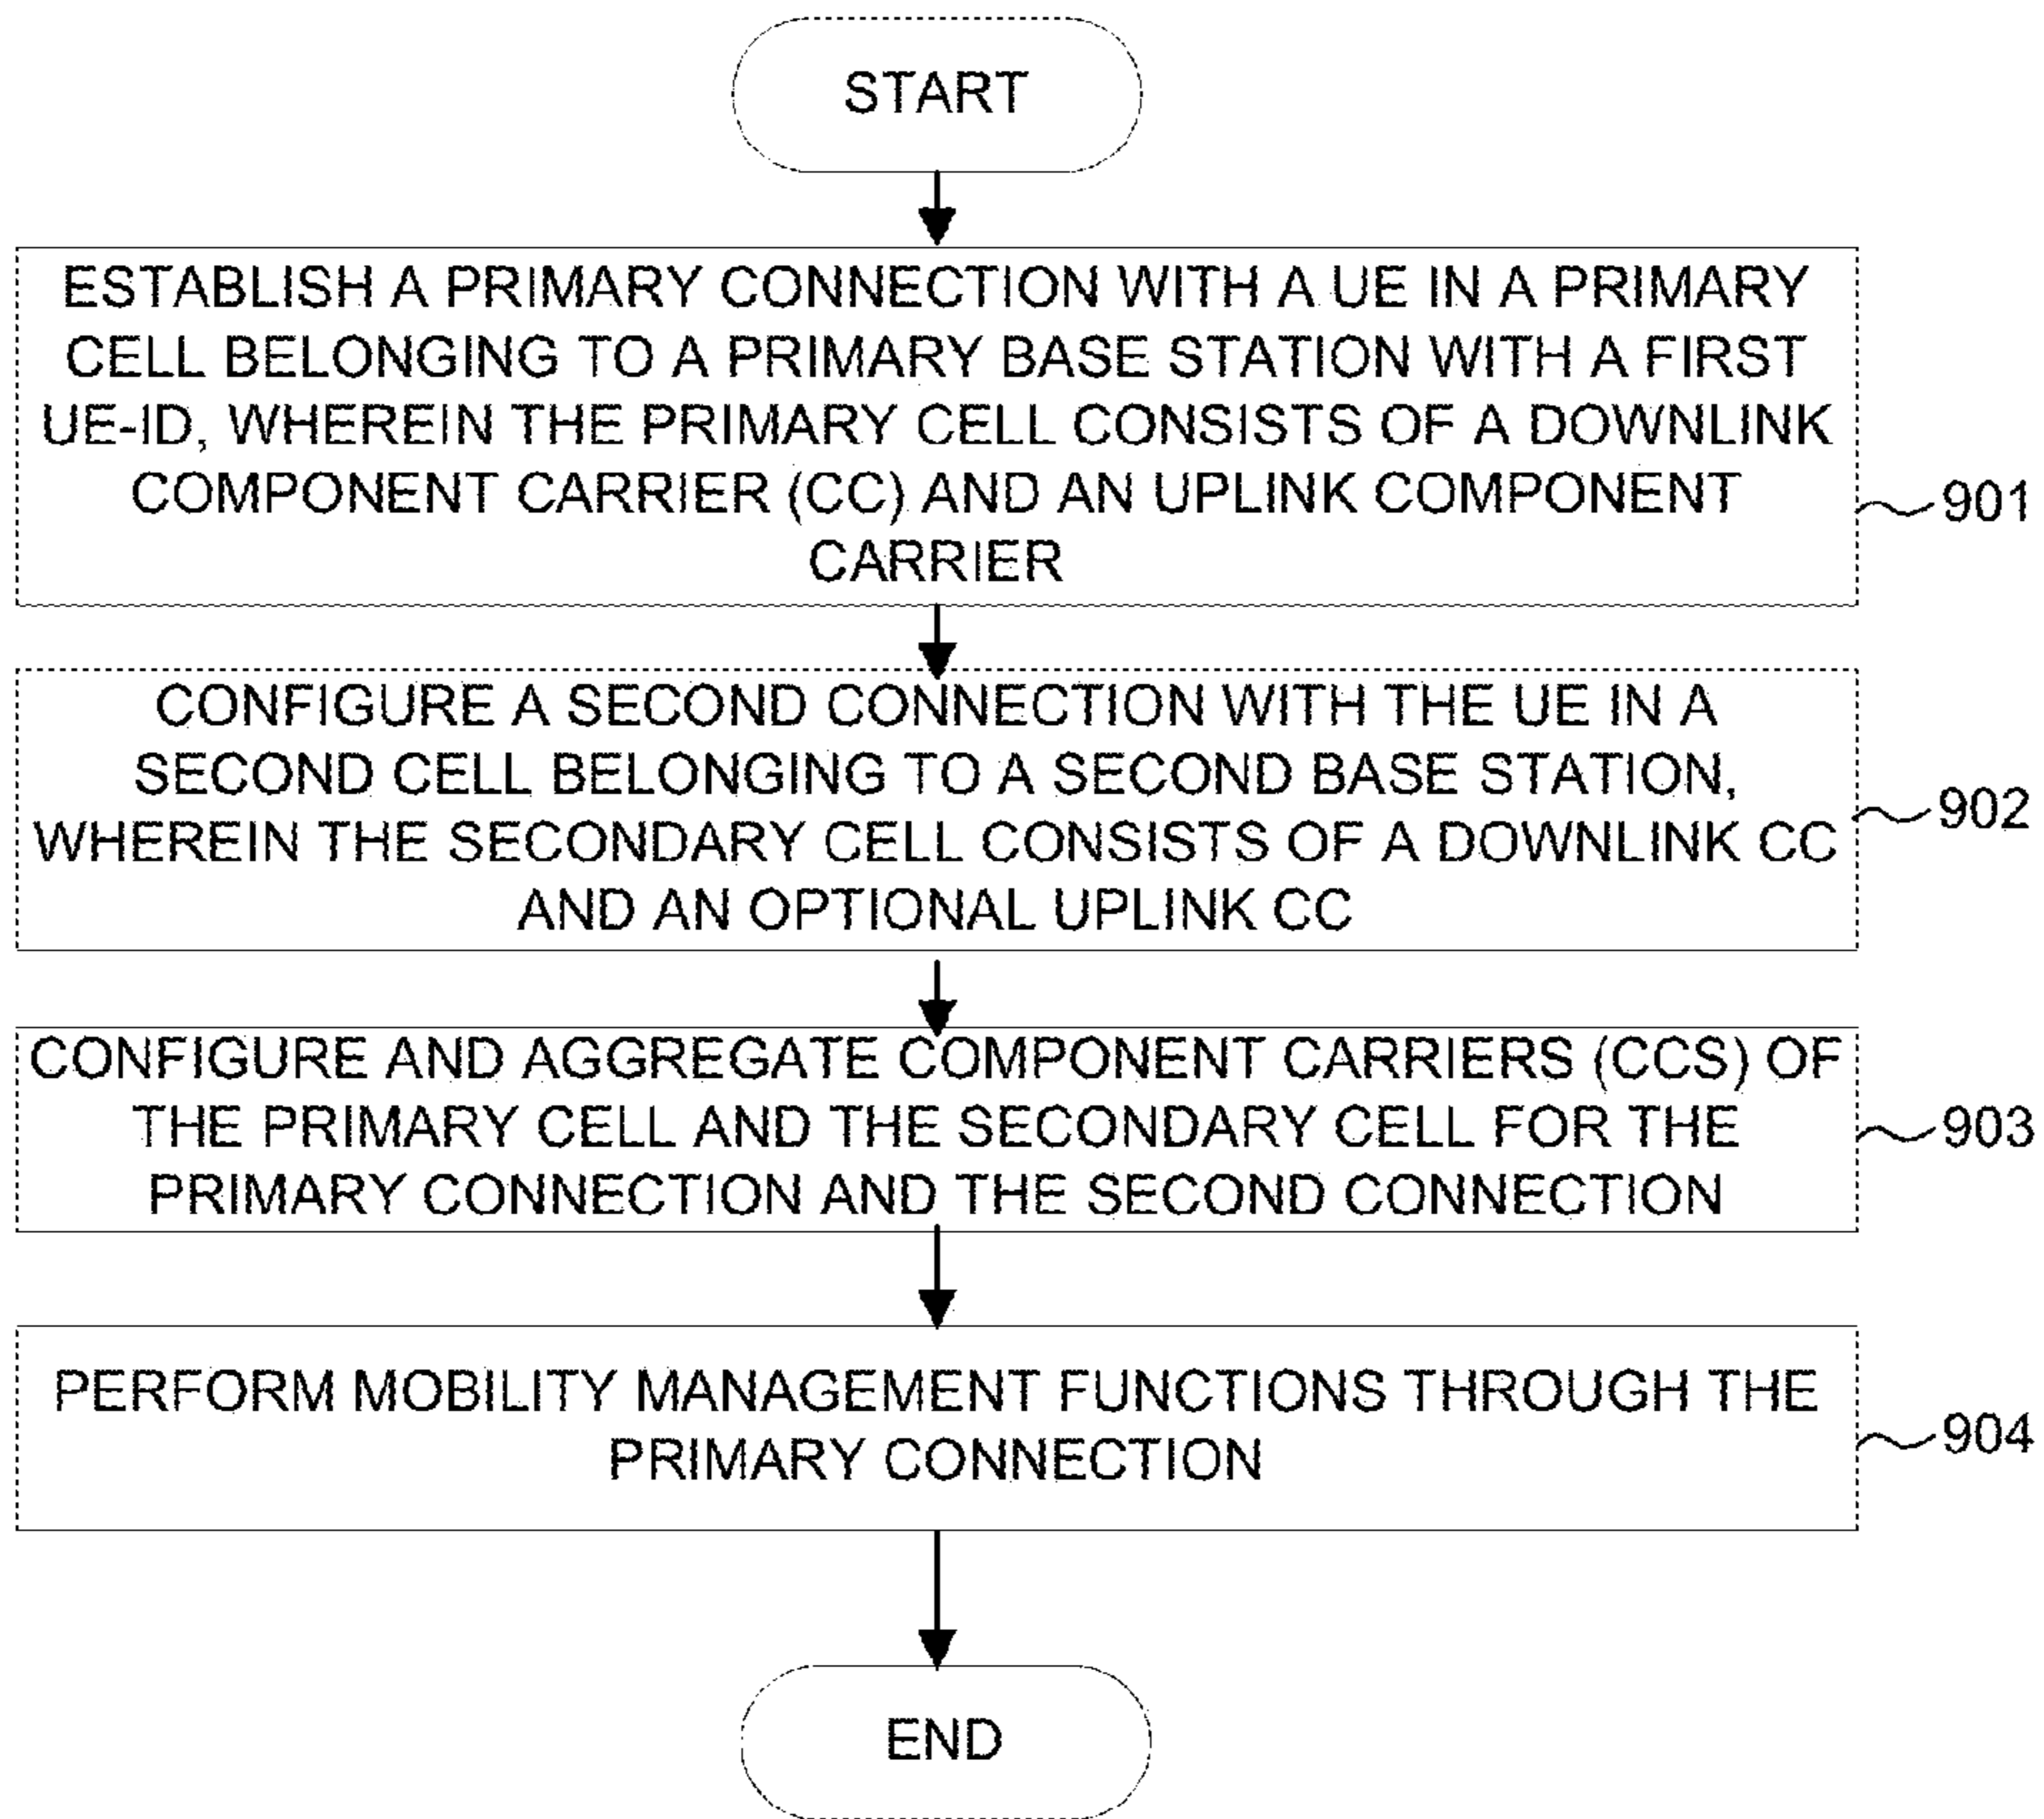 START
ESTABLISH A PRIMARY CONNECTION WITH A UE IN A PRIMARY
CELL BELONGING TO A PRIMARY BASE STATION WITH A FIRST
UE-ID, WHEREIN THE PRIMARY CELL CONSISTS OF A DOWNLINK
COMPONENT CARRIER (CC) AND AN UPLINK COMPONENT
CARRIER
901
CONFIGURE A SECOND CONNECTION WITH THE UE IN A
SECOND CELL BELONGING TO A SECOND BASE STATION,
WHEREIN THE SECONDARY CELL CONSISTS OF A DOWNLINK CC
AND AN OPTIONAL UPLINK CC
902
CONFIGURE AND AGGREGATE COMPONENT CARRIERS (CCS) OF
THE PRIMARY CELL AND THE SECONDARY CELL FOR THE
PRIMARY CONNECTION AND THE SECOND CONNECTION
903
PERFORM MOBILITY MANAGEMENT FUNCTIONS THROUGH THE
PRIMARY CONNECTION
904
END